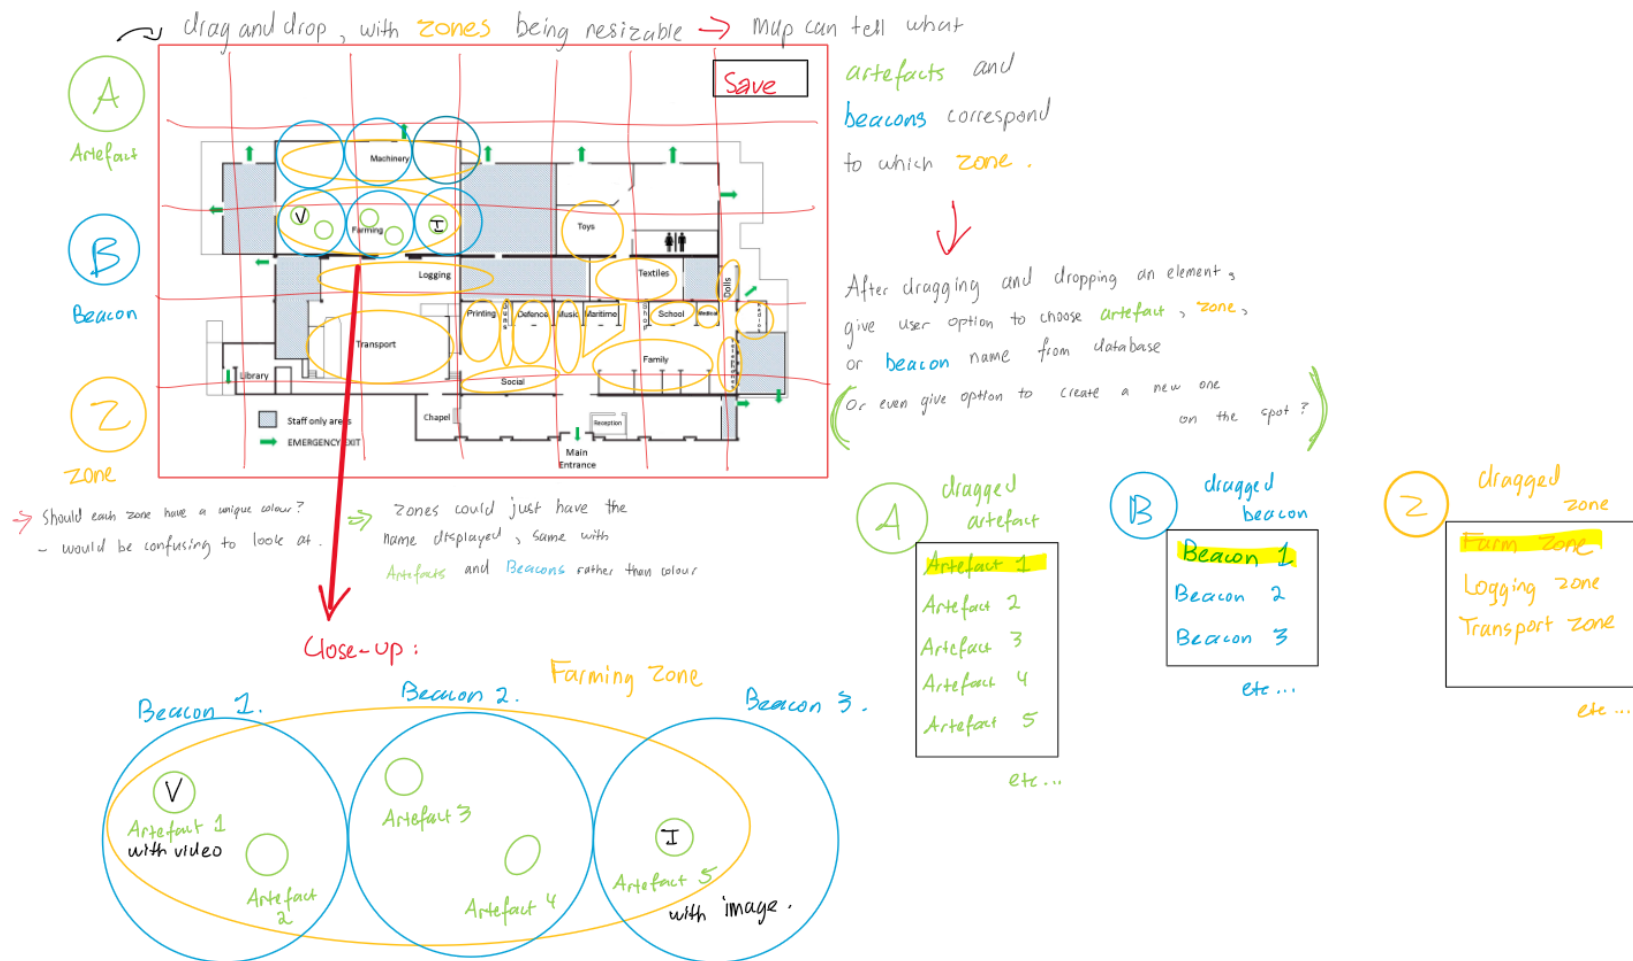 drag and drop, with zones being resizable → map can tell what
artefacts and
beacons correspond
to which zone.
A
Artefact
B
Beacon
Z
zone
Save
Machinery
V
Farming
I
Toys
Logging
Textiles
Dolls
Printing
Defence
Music
Maritime
Shop
School
Medical
Transport
Family
Social
Library
Chapel
Reception
Main
Entrance
Staff only areas
EMERGENCY EXIT
After dragging and dropping an element,
give user option to choose artefact, zone,
or beacon name from database
(Or even give option to create a new one
on the spot?)
→ Should each zone have a unique colour?
- would be confusing to look at.
⇒ zones could just have the
name displayed, same with
Artefacts and Beacons rather than colour
A
dragged
artefact
Artefact 1
Artefact 2
Artefact 3
Artefact 4
Artefact 5
etc...
B
dragged
beacon
Beacon 1
Beacon 2
Beacon 3
etc...
Z
dragged
zone
Farm zone
Logging zone
Transport zone
etc...
Close-up:
Farming zone
Beacon 1.
Beacon 2.
Beacon 3.
V
Artefact 1
with video
Artefact
2
Artefact 3
Artefact 4
I
Artefact 5
with image.